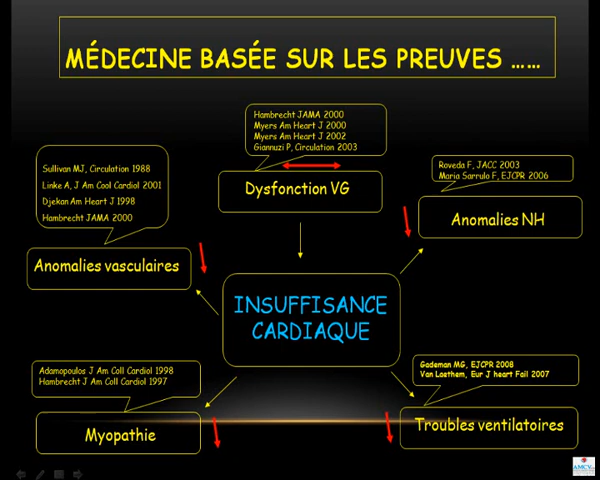 MÉDECINE BASÉE SUR LES PREUVES ……
Hambrecht JAMA 2000
Myers Am Heart J 2000
Myers Am Heart J 2002
Giannuzi P, Circulation 2003
Dysfonction VG
Sullivan MJ, Circulation 1988
Linke A, J Am Cool Cardiol 2001
Djekan Am Heart J 1998
Hambrecht JAMA 2000
Anomalies vasculaires
Roveda F, JACC 2003
Maria Sarrulo F, EJCPR 2006
Anomalies NH
INSUFFISANCE
CARDIAQUE
Adamopoulos J Am Coll Cardiol 1998
Hambrecht J Am Coll Cardiol 1997
Myopathie
Gademan MG, EJCPR 2008
Van Laethem, Eur J heart Fail 2007
Troubles ventilatoires
AMCV